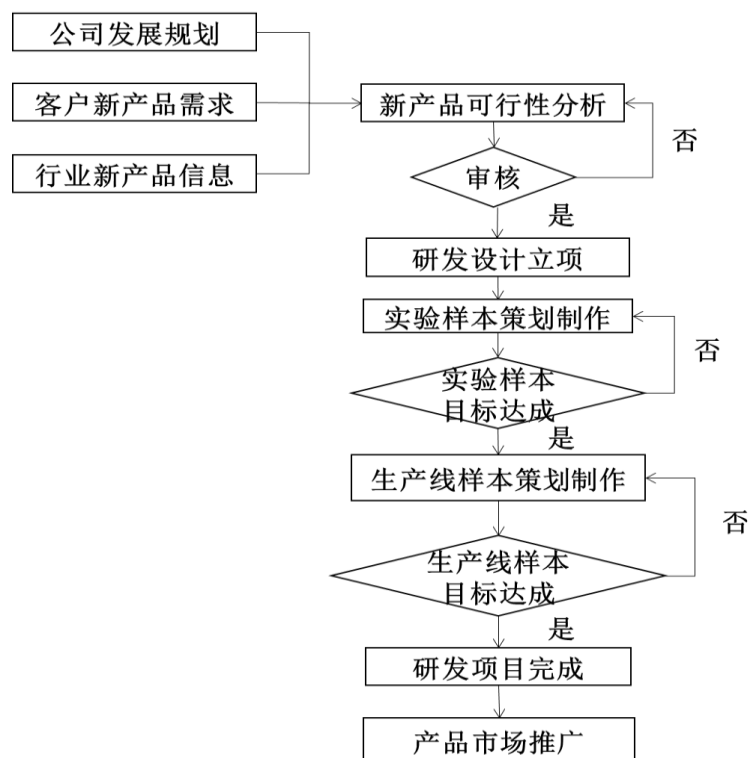 公司发展规划
客户新产品需求
行业新产品信息
新产品可行性分析
否
审核
是
研发设计立项
实验样本策划制作
否
实验样本
目标达成
是
生产线样本策划制作
否
生产线样本
目标达成
是
研发项目完成
产品市场推广